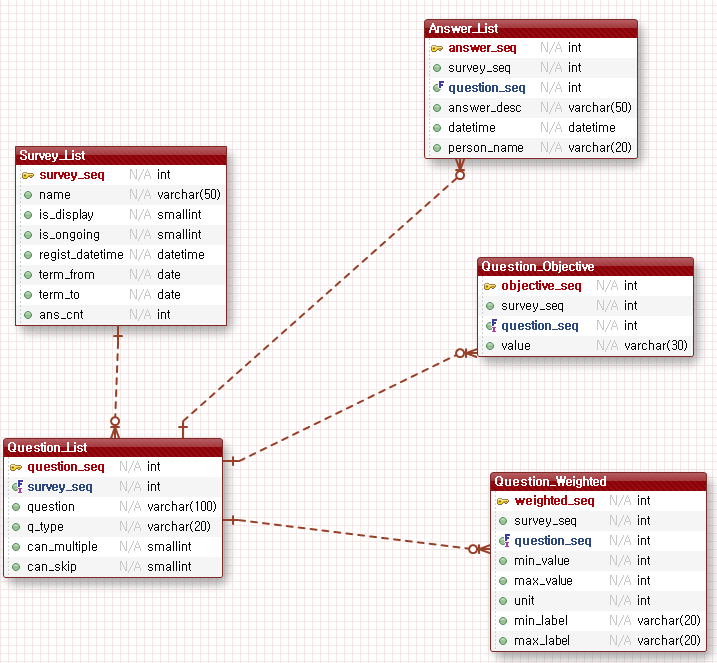 Answer_List
answer_seq N/A int
survey_seq N/A int
question_seq N/A int
answer_desc N/A varchar(50)
datetime N/A datetime
person_name N/A varchar(20)
Survey_List
survey_seq N/A int
name N/A varchar(50)
is_display N/A smallint
is_ongoing N/A smallint
regist_datetime N/A datetime
term_from N/A date
term_to N/A date
ans_cnt N/A int
Question_Objective
objective_seq N/A int
survey_seq N/A int
question_seq N/A int
value N/A varchar(30)
Question_List
question_seq N/A int
survey_seq N/A int
question N/A varchar(100)
q_type N/A varchar(20)
can_multiple N/A smallint
can_skip N/A smallint
Question_Weighted
weighted_seq N/A int
survey_seq N/A int
question_seq N/A int
min_value N/A int
max_value N/A int
unit N/A int
min_label N/A varchar(20)
max_label N/A varchar(20)